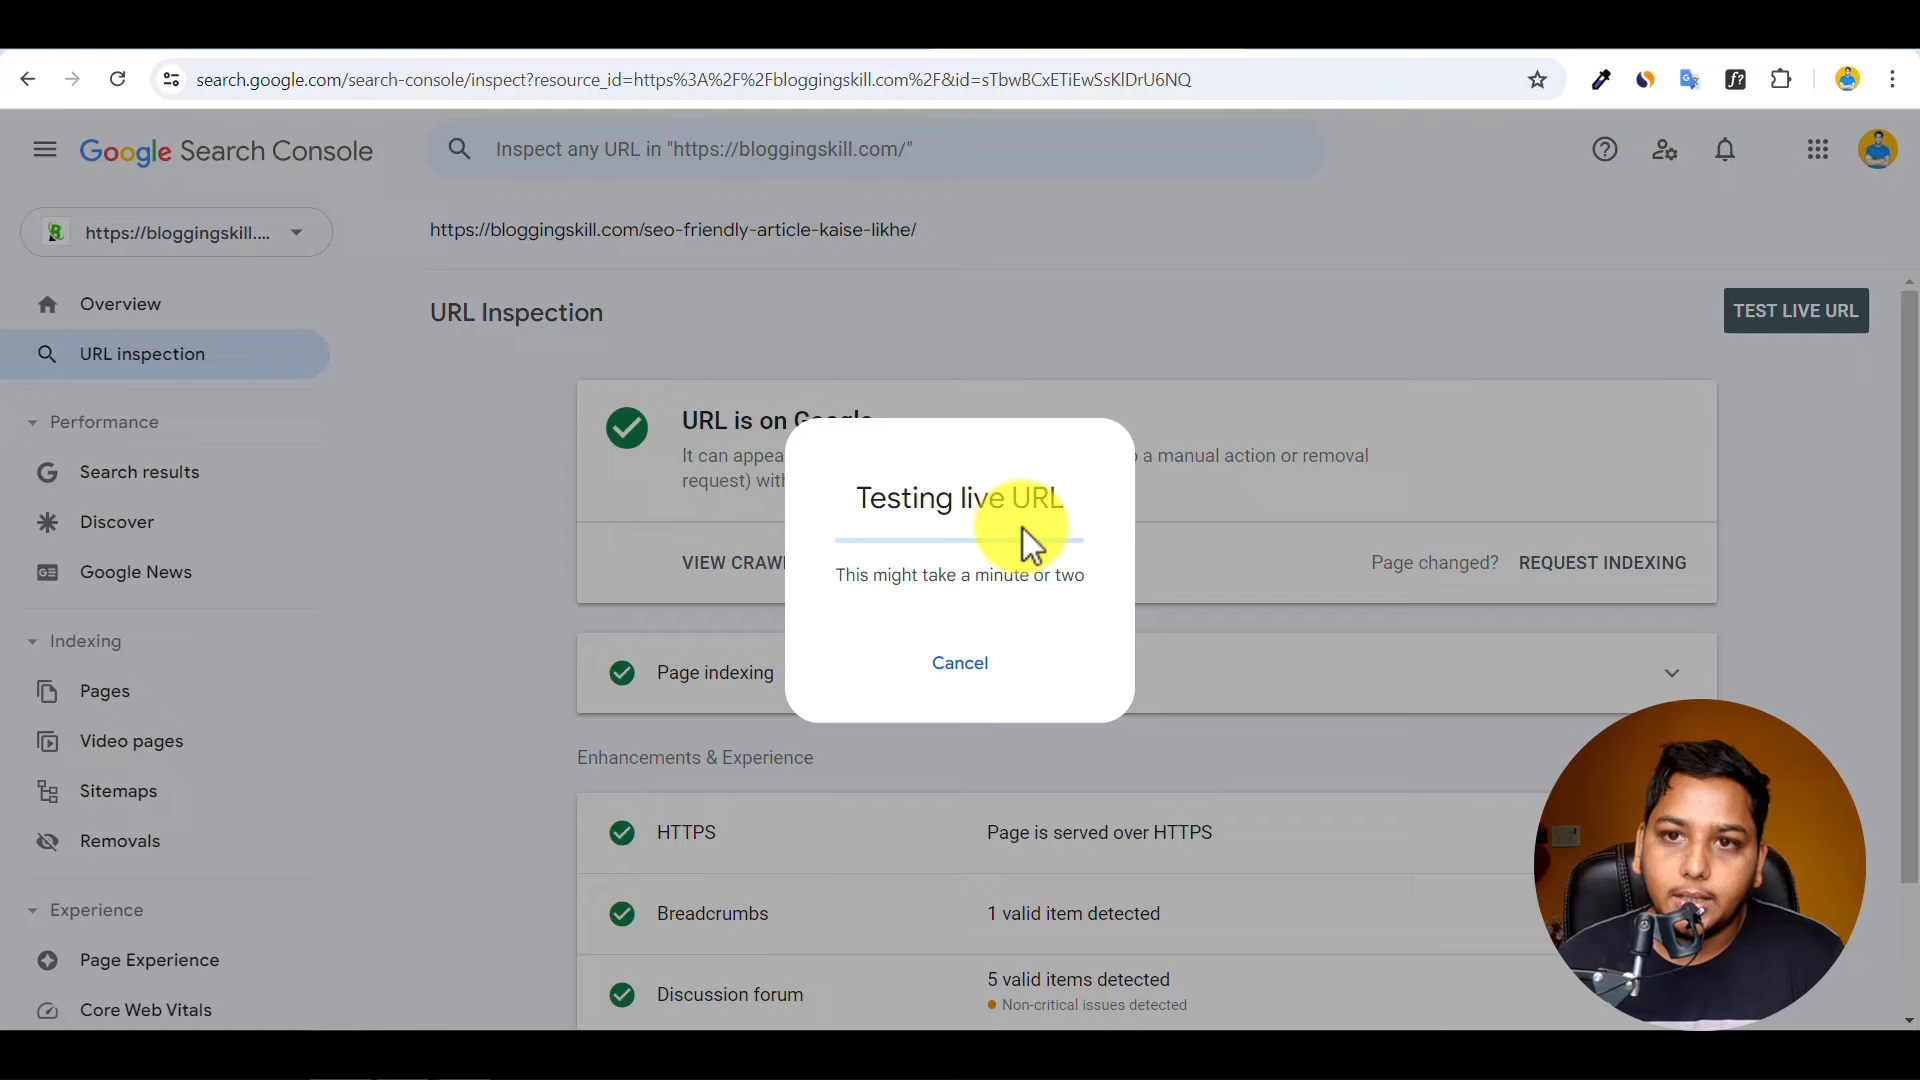 search.google.com/search-console/inspect?resource_id=https%3A%2F%2Fbloggingskill.com%2F&id=sTbwBCxETiEwSsKlDrU6NQ
Google Search Console
Inspect any URL in "https://bloggingskill.com/"
https://bloggingskill....
https://bloggingskill.com/seo-friendly-article-kaise-likhe/
Overview
URL inspection
Performance
Search results
Discover
Google News
Indexing
Pages
Video pages
Sitemaps
Removals
Experience
Page Experience
Core Web Vitals
URL Inspection
TEST LIVE URL
URL is on Google
It can appea
a manual action or removal
request) wit
VIEW CRAW
Page changed? REQUEST INDEXING
Testing live URL
This might take a minute or two
Cancel
Page indexing
Enhancements & Experience
HTTPS Page is served over HTTPS
Breadcrumbs 1 valid item detected
Discussion forum 5 valid items detected
Non-critical issues detected